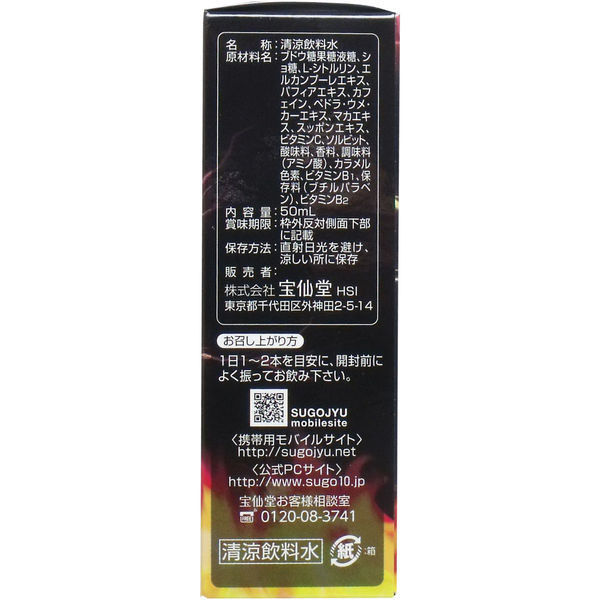 名　称：清涼飲料水
原材料名：ブドウ糖果糖液糖、ショ
糖、L-シトルリン、エ
ルカンプーレエキス、
パフィアエキス、カフ
ェイン、ペドラ・ウメ・
カーエキス、マカエキ
ス、スッポンエキス、
ビタミンC、ソルビット、
酸味料、香料、調味料
(アミノ酸)、カラメル
色素、ビタミンB1、保
存料(ブチルパラベ
ン)、ビタミンB2
内 容 量：50mL
賞味期限：枠外反対側面下部
に記載
保存方法：直射日光を避け、
涼しい所に保存
販 売 者：
株式会社 宝仙堂 HSI
東京都千代田区外神田2-5-14
お召し上がり方
1日1〜2本を目安に、開封前に
よく振ってお飲み下さい。
SUGOJYU
mobilesite
〈携帯用モバイルサイト〉
http://sugojyu.net
〈公式PCサイト〉
http://www.sugo10.jp
宝仙堂お客様相談室
0120-08-3741
清涼飲料水
紙：箱